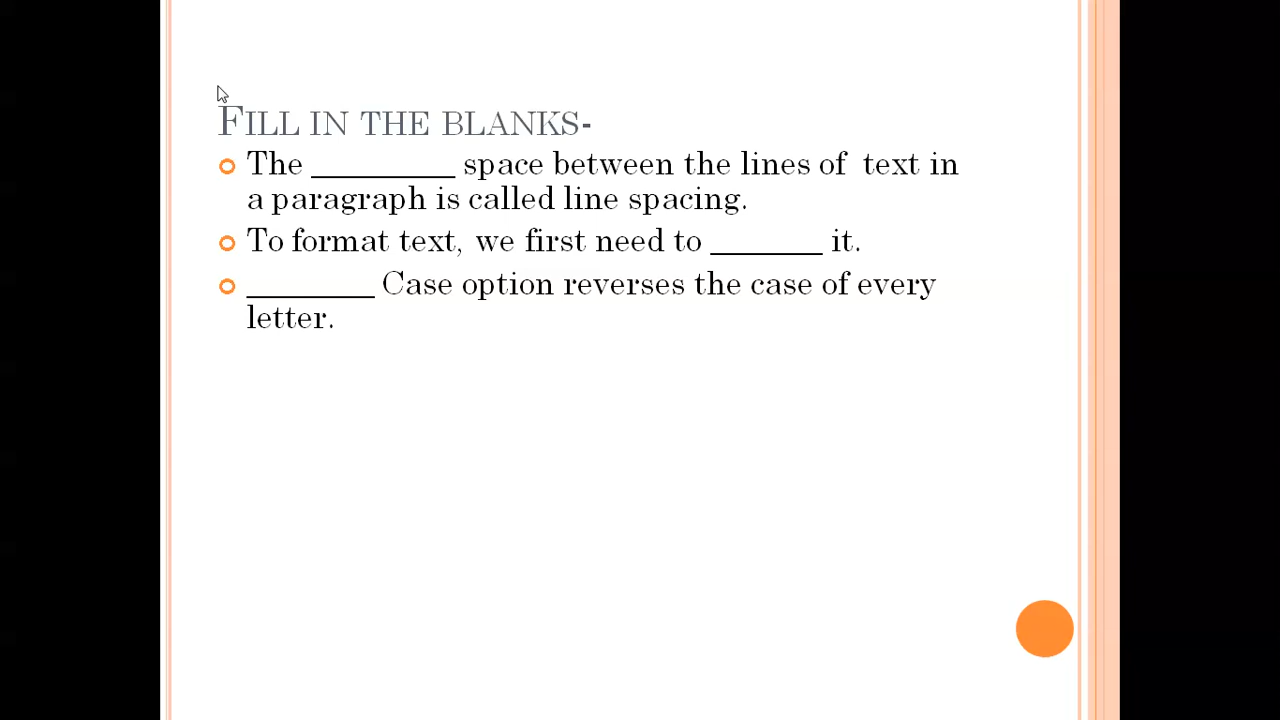 FILL IN THE BLANKS-
The _________ space between the lines of text in
a paragraph is called line spacing.
To format text, we first need to _______ it.
________ Case option reverses the case of every
letter.